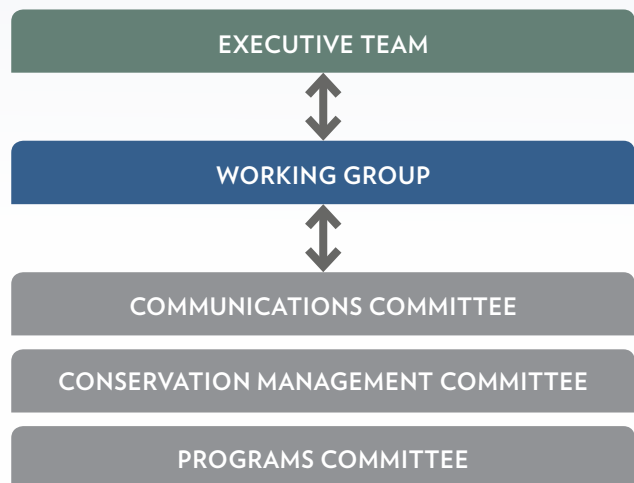 EXECUTIVE TEAM
WORKING GROUP
COMMUNICATIONS COMMITTEE
CONSERVATION MANAGEMENT COMMITTEE
PROGRAMS COMMITTEE